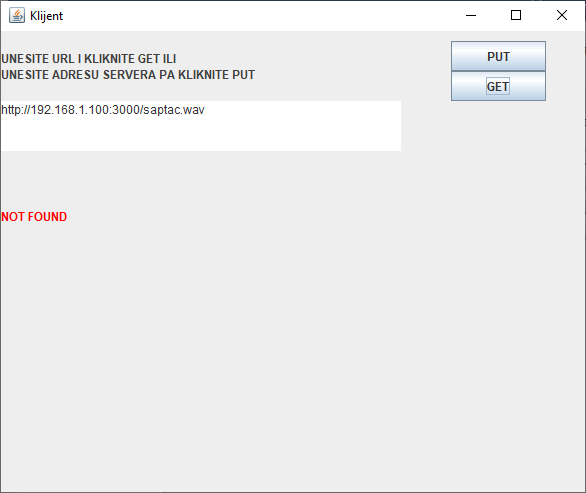 Klijent
UNESITE URL I KLIKNITE GET ILI
UNESITE ADRESU SERVERA PA KLIKNITE PUT
PUT
GET
http://192.168.1.100:3000/saptac.wav
NOT FOUND